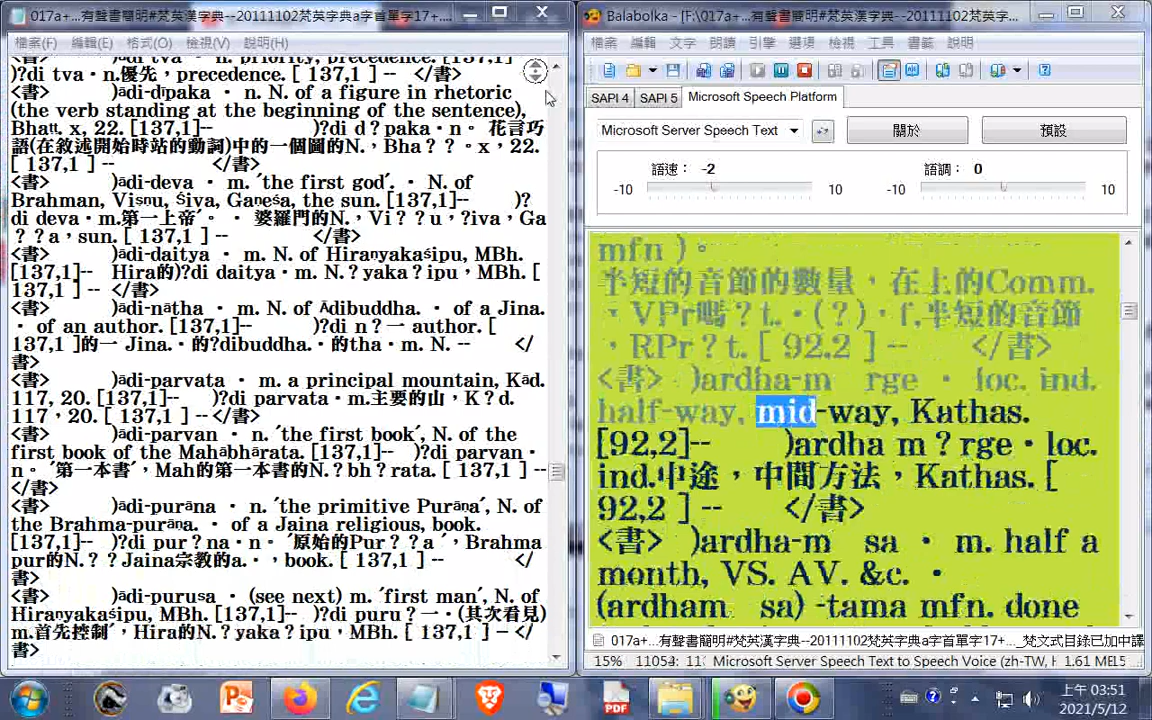 017a+...有聲書簡明#梵英漢字典--20111102梵英字典a字首單字17+...
檔案(F) 編輯(E) 格式(O) 檢視(V) 說明(H)
<書> )ādi-tva • n. priority, precedence. [137,1]
)?di tva•n.優先，precedence. [ 137,1 ] -- </書>
<書> )ādi-dīpaka • n. N. of a figure in rhetoric
(the verb standing at the beginning of the sentence),
Bhaṭṭ. x, 22. [137,1]-- )?di d?paka•n。花言巧
語(在敘述開始時站的動詞)中的一個圖的N.，Bha??。x，22.
[ 137,1 ] -- </書>
<書> )ādi-deva • m. 'the first god'. • N. of
Brahman, Viṣṇu, Śiva, Gaṇeśa, the sun. [137,1]-- )?
di deva•m.第一上帝'。• 婆羅門的N.，Vi??u，?iva，Ga
??a，sun. [ 137,1 ] -- </書>
<書> )ādi-daitya • m. N. of Hiraṇyakaśipu, MBh.
[137,1]-- Hira的)?di daitya•m. N.?yaka?ipu，MBh. [
137,1 ] -- </書>
<書> )ādi-nātha • m. N. of Ādibuddha. • of a Jina.
• of an author. [137,1]-- )?di n?一 author. [
137,1 ]的一 Jina.•的?dibuddha.•的tha•m. N. -- </
書>
<書> )ādi-parvata • m. a principal mountain, Kād.
117, 20. [137,1]-- )?di parvata•m.主要的山，K?d.
117，20. [ 137,1 ] -- </書>
<書> )ādi-parvan • n. 'the first book', N. of the
first book of the Mahābhārata. [137,1]-- )?di parvan•
n。'第一本書'，Mah的第一本書的N.?bh?rata. [ 137,1 ] --
</書>
<書> )ādi-purāṇa • n. 'the primitive Purāṇa', N. of
the Brahma-purāṇa. • of a Jaina religious, book.
[137,1]-- )?di pur?na•n。'原始的Pur??a'，Brahma
pur的N.??Jaina宗教的a.•，book. [ 137,1 ] -- </
書>
<書> )ādi-puruṣa • (see next) m. 'first man', N. of
Hiraṇyakaśipu, MBh. [137,1]-- )?di puru?一•(其次看見)
m.首先控制'，Hira的N.?yaka?ipu，MBh. [ 137,1 ] -- </
書>
Balabolka - [F:\017a+...有聲書簡明#梵英漢字典--20111102梵英字...
檔案 編輯 文字 朗讀 引擎 選項 檢視 工具 書籤 說明
SAPI 4 SAPI 5 Microsoft Speech Platform
Microsoft Server Speech Text 關於 預設
語速： -2 語調： 0
-10 10 -10 10
mfn )。
半短的音節的數量，在上的Comm.
，VPr嗎?t.•(?)•f.半短的音節
，RPr?t. [ 92.2 ] -- </書>
<書> )ardha-m rge • loc. ind.
half-way, mid-way, Kathas.
[92,2]-- )ardha m?rge•loc.
ind.中途，中間方法，Kathas. [
92,2 ] -- </書>
<書> )ardha-m sa • m. half a
month, VS. AV. &c. •
(ardham sa) -tama mfn. done
017a+...有聲書簡明#梵英漢字典--20111102梵英字典a字首單字17+..._梵文式目錄已加中譯
15% 11054: 11 Microsoft Server Speech Text to Speech Voice (zh-TW, H 1.61 МБ
上午 03:51
2021/5/12